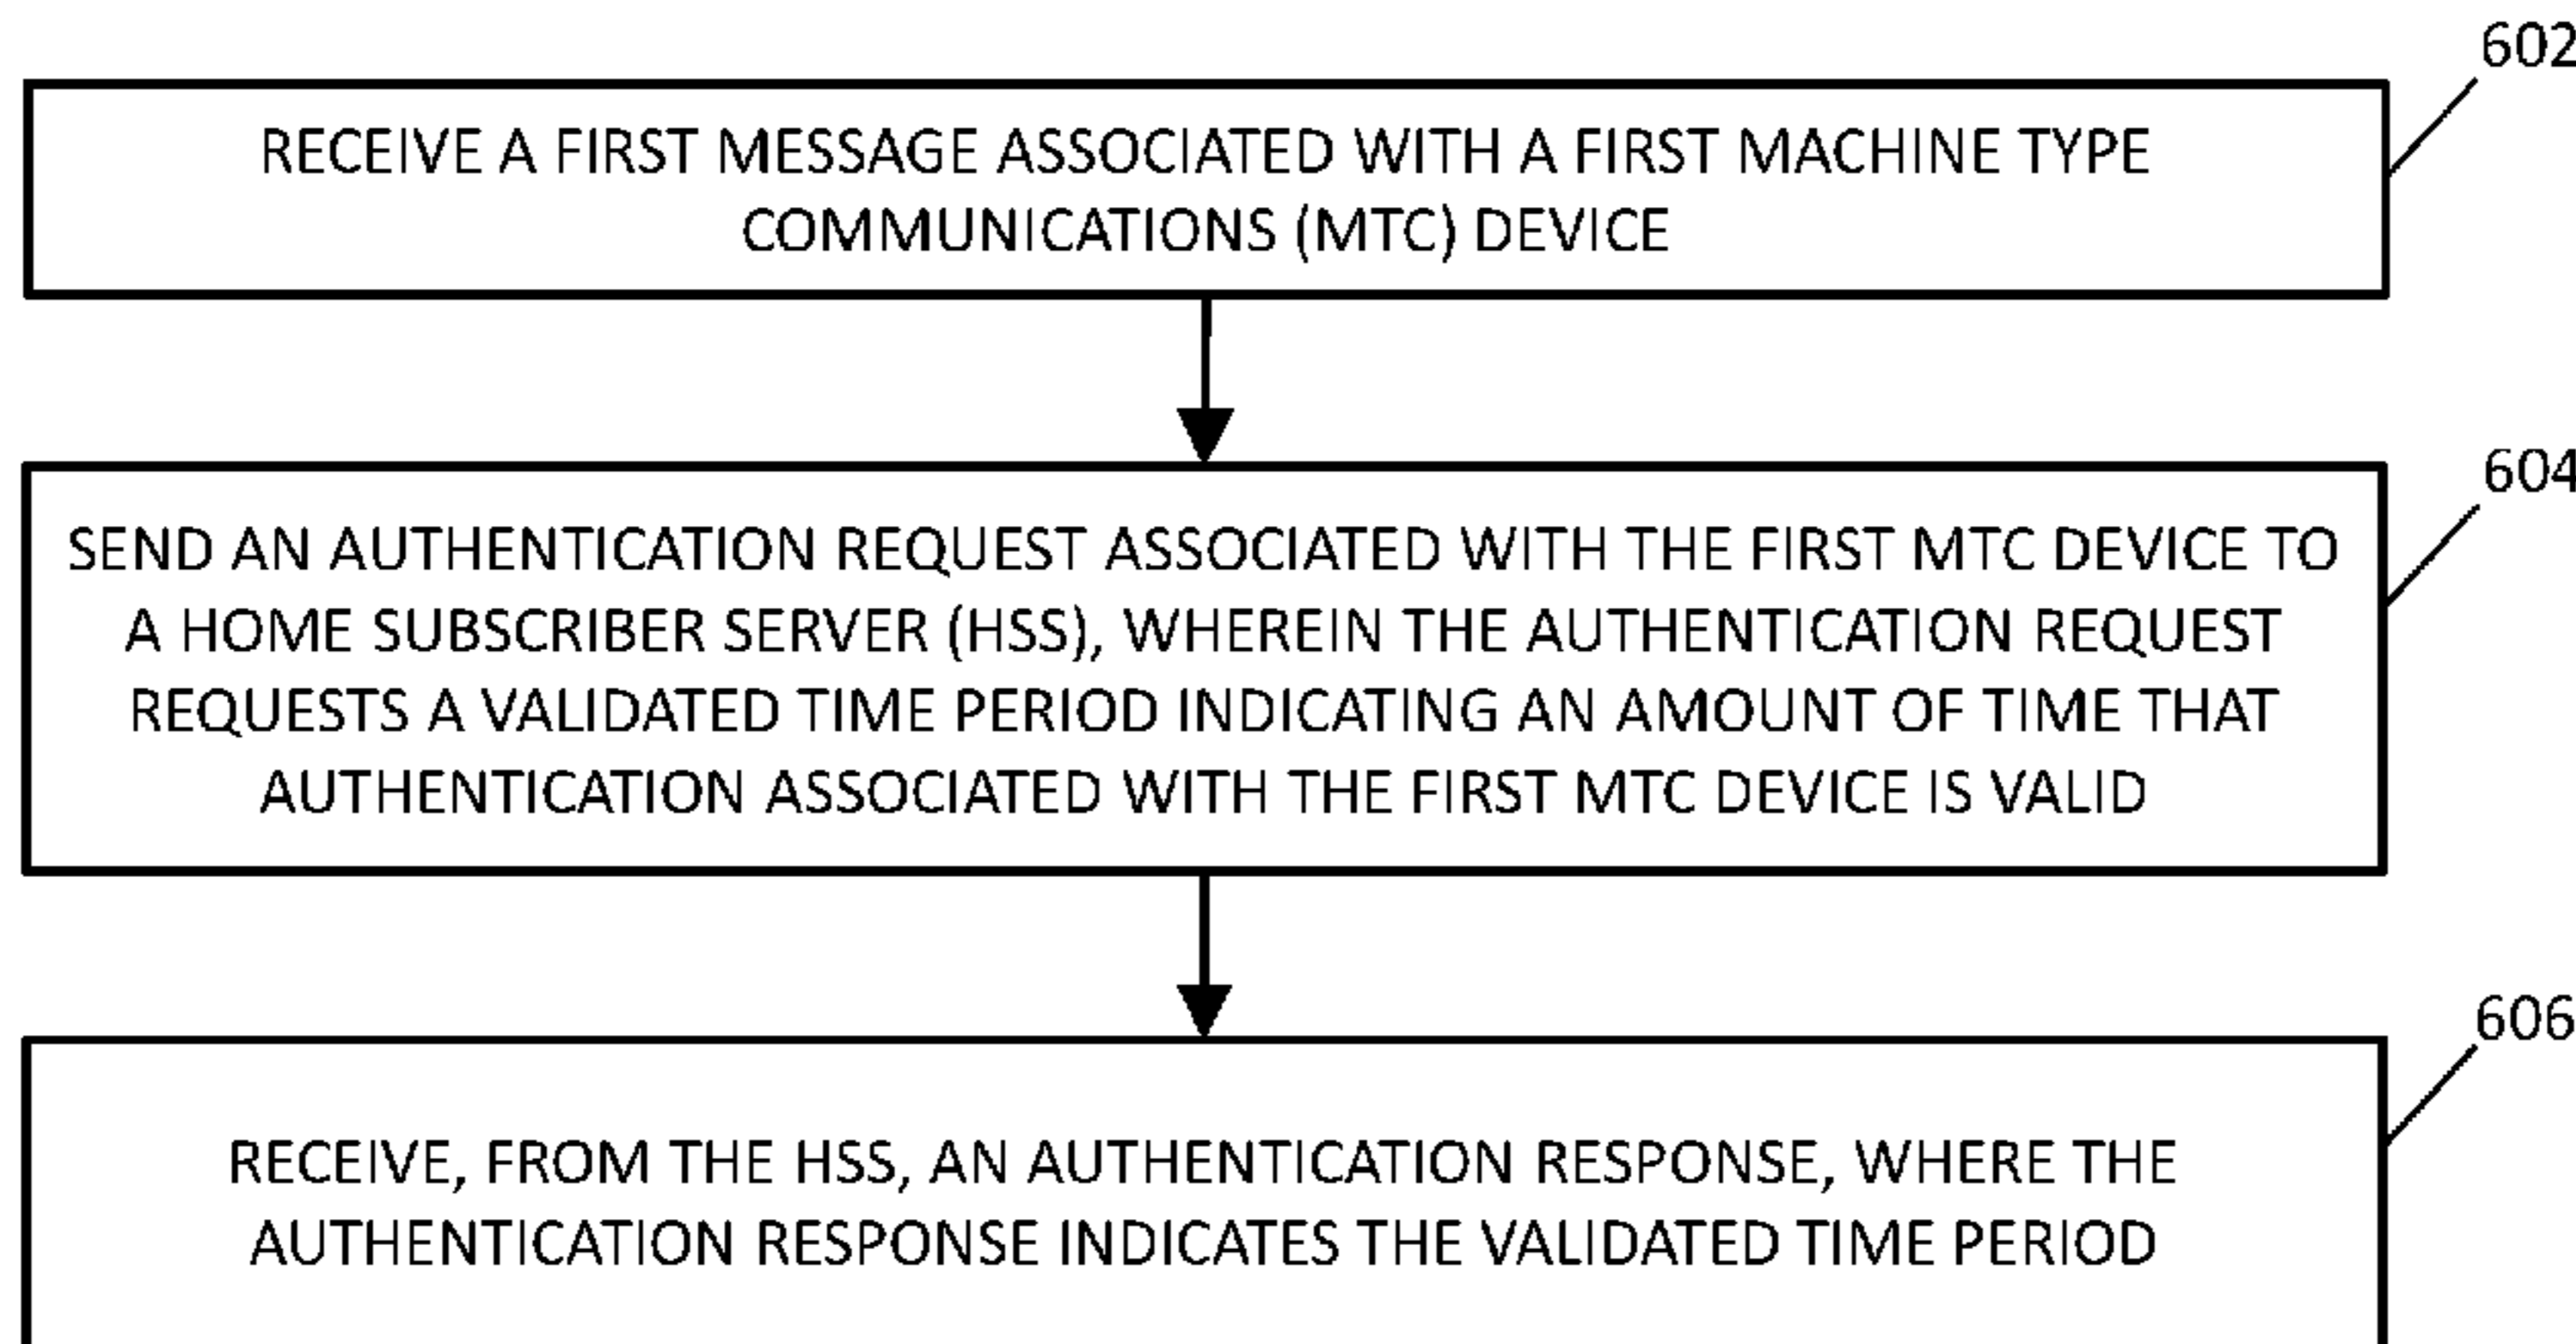 602
RECEIVE A FIRST MESSAGE ASSOCIATED WITH A FIRST MACHINE TYPE
COMMUNICATIONS (MTC) DEVICE
604
SEND AN AUTHENTICATION REQUEST ASSOCIATED WITH THE FIRST MTC DEVICE TO
A HOME SUBSCRIBER SERVER (HSS), WHEREIN THE AUTHENTICATION REQUEST
REQUESTS A VALIDATED TIME PERIOD INDICATING AN AMOUNT OF TIME THAT
AUTHENTICATION ASSOCIATED WITH THE FIRST MTC DEVICE IS VALID
606
RECEIVE, FROM THE HSS, AN AUTHENTICATION RESPONSE, WHERE THE
AUTHENTICATION RESPONSE INDICATES THE VALIDATED TIME PERIOD